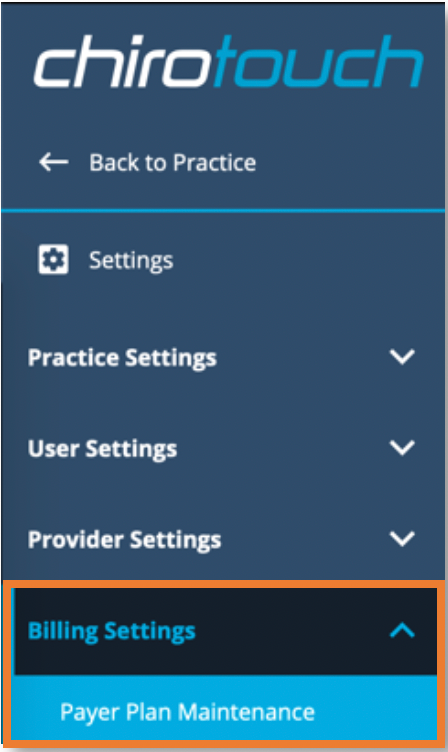 chirotouch
Back to Practice
Settings
Practice Settings
User Settings
Provider Settings
Billing Settings
Payer Plan Maintenance